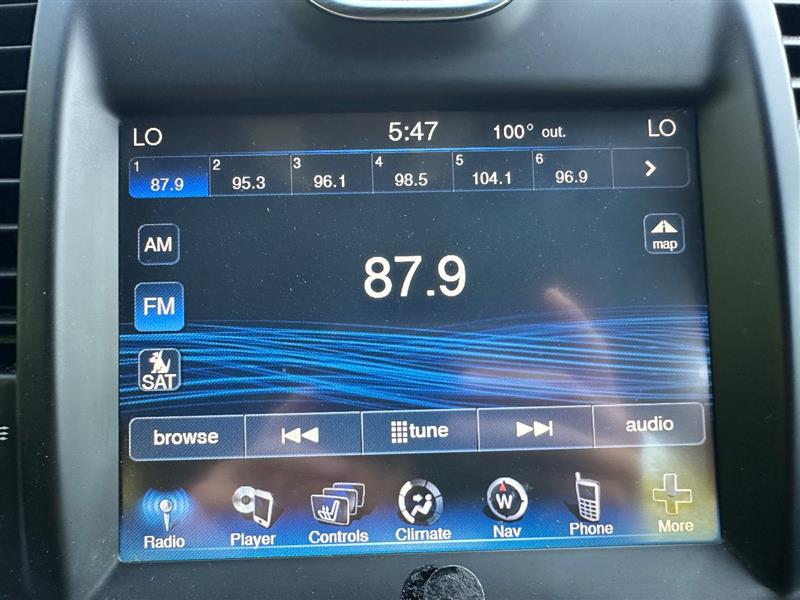 LO 5:47 100° out. LO
1 2 3 4 5 6
87.9 95.3 96.1 98.5 104.1 96.9
AM
map
87.9
FM
SAT
browse tune audio
W
Radio Player Controls Climate Nav Phone More